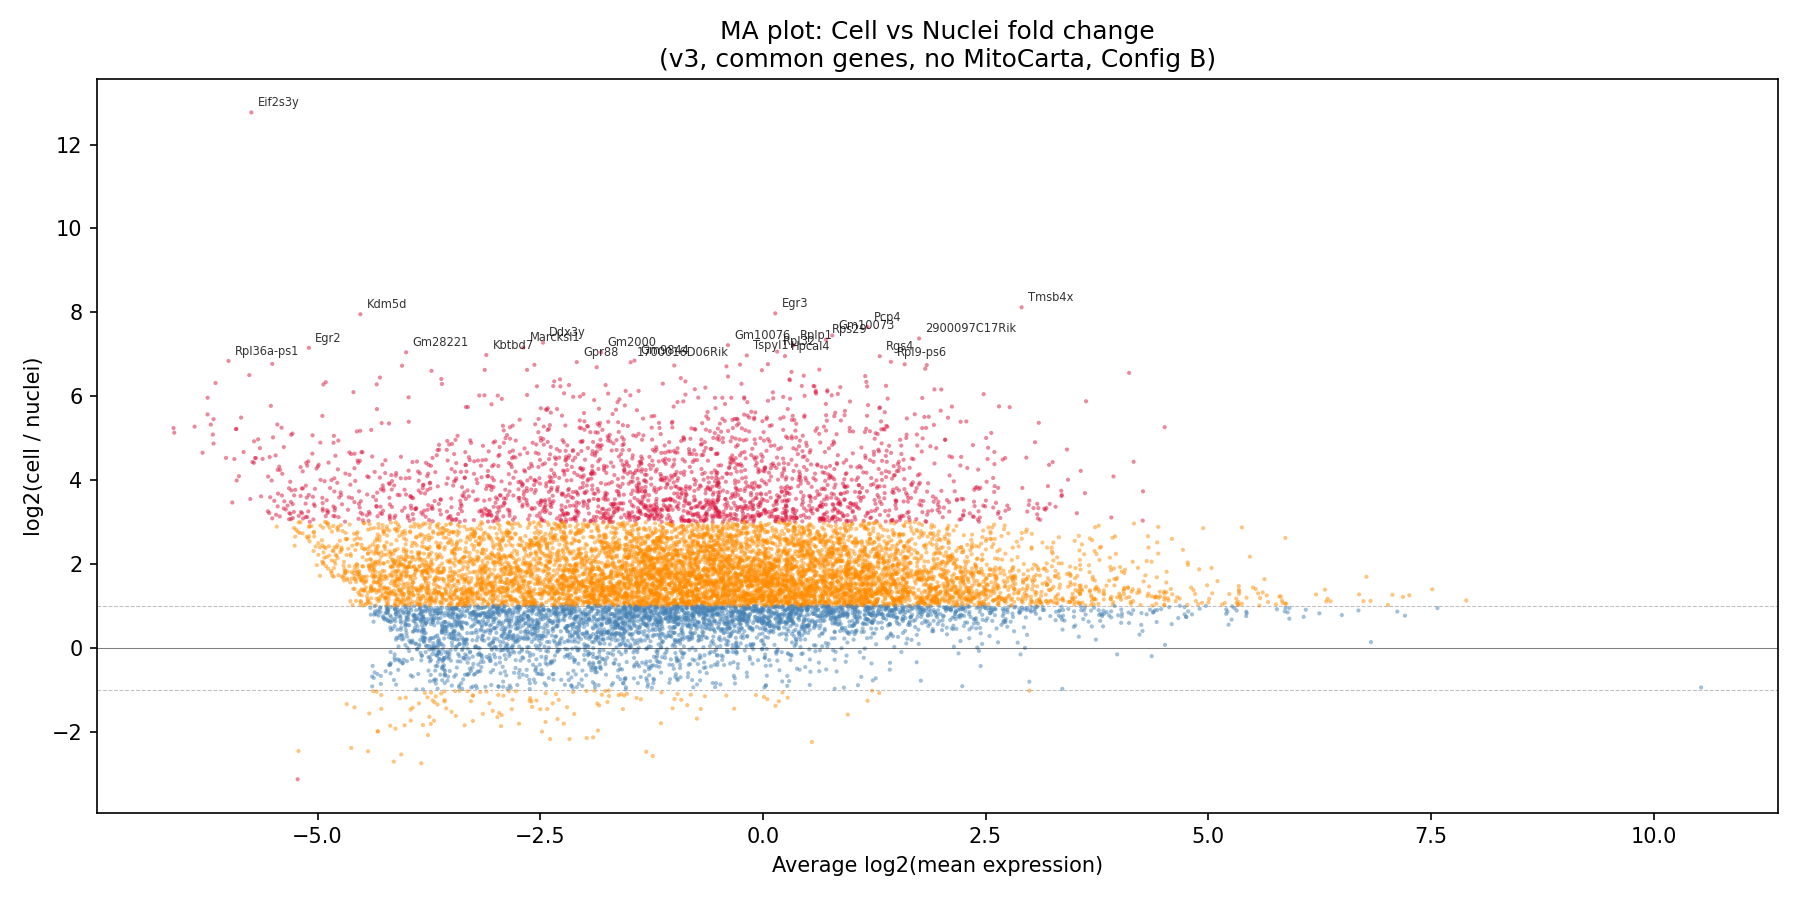 MA plot: Cell vs Nuclei fold change
(v3, common genes, no MitoCarta, Config B)
log2(cell / nuclei)
12
10
8
6
4
2
0
−2
Eif2s3y
Kdm5d
Egr3
Tmsb4x
Pcp4
Gm10073
Rps29
2900097C17Rik
Egr2
Ddx3y
Marcksl1
Gm10076
Rplp1
Rpl36a-ps1
Gm28221
Kbtbd7
Gm2000
Tspyl1
Rpl32
Hpcal4
Rgs4
Gpr88
Gm9844
1700016D06Rik
Rpl9-ps6
−5.0
−2.5
0.0
2.5
5.0
7.5
10.0
Average log2(mean expression)